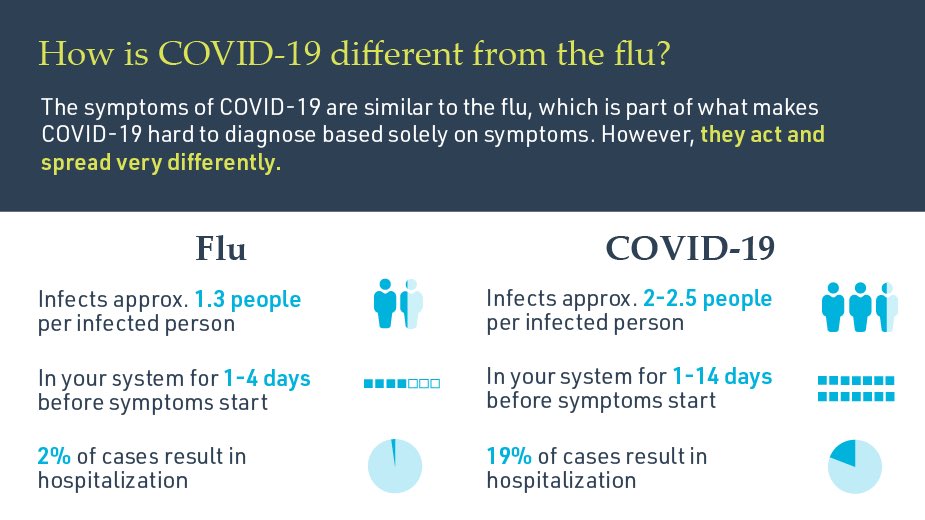 How is COVID-19 different from the flu?
The symptoms of COVID-19 are similar to the flu, which is part of what makes
COVID-19 hard to diagnose based solely on symptoms. However, they act and
spread very differently.
Flu
Infects approx. 1.3 people
per infected person
In your system for 1-4 days
before symptoms start
2% of cases result in
hospitalization
COVID-19
Infects approx. 2-2.5 people
per infected person
In your system for 1-14 days
before symptoms start
19% of cases result in
hospitalization